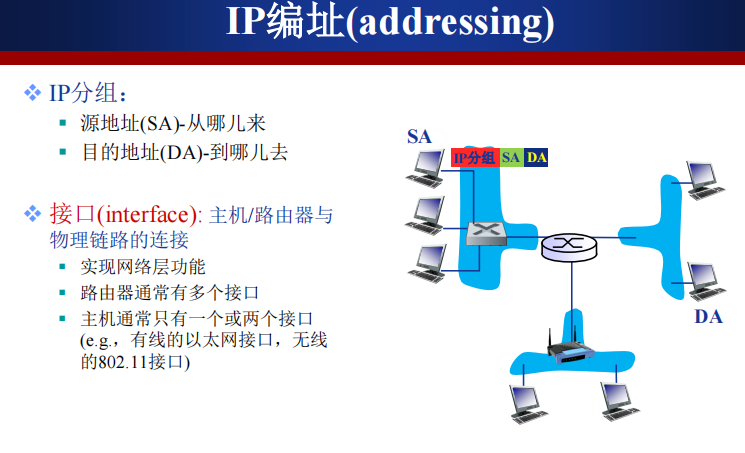 IP编址(addressing)
IP分组：
源地址(SA)-从哪儿来
目的地址(DA)-到哪儿去
接口(interface): 主机/路由器与
物理链路的连接
实现网络层功能
路由器通常有多个接口
主机通常只有一个或两个接口
(e.g.，有线的以太网接口，无线
的802.11接口)
SA
IP分组 SA DA
DA